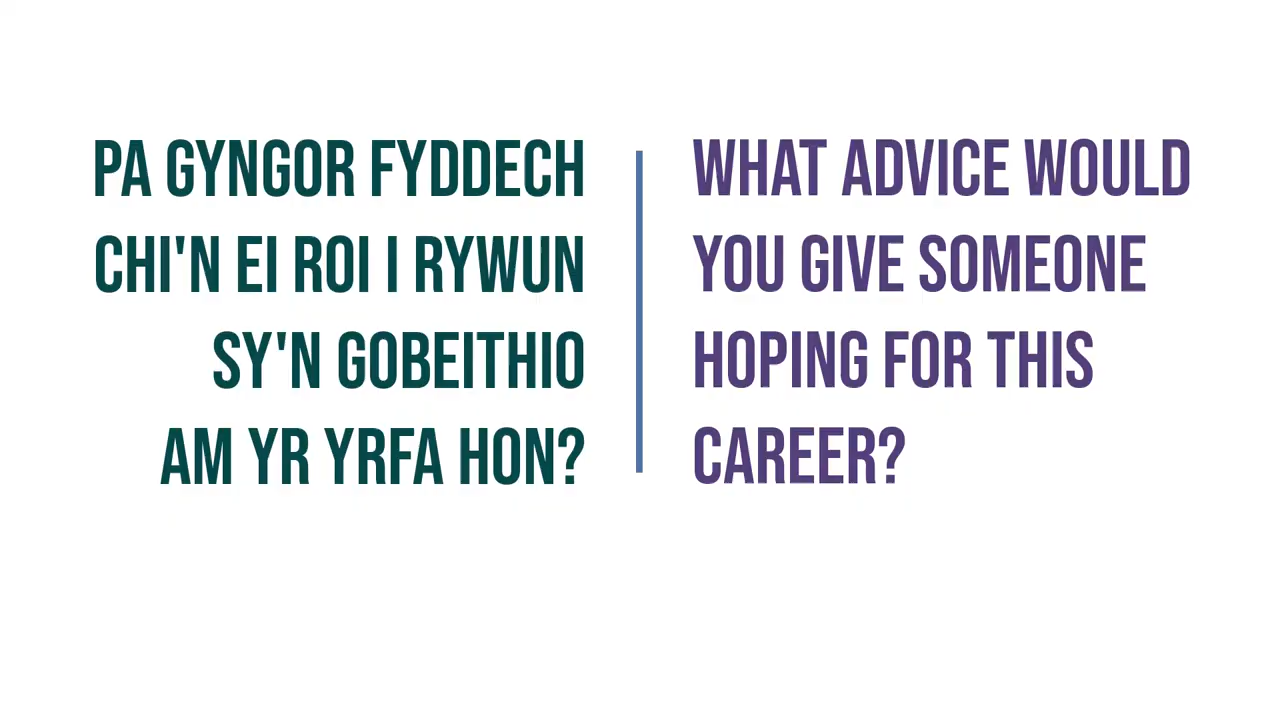 PA GYNGOR FYDDECH
CHI'N EI ROI I RYWUN
SY'N GOBEITHIO
AM YR YRFA HON?
WHAT ADVICE WOULD
YOU GIVE SOMEONE
HOPING FOR THIS
CAREER?